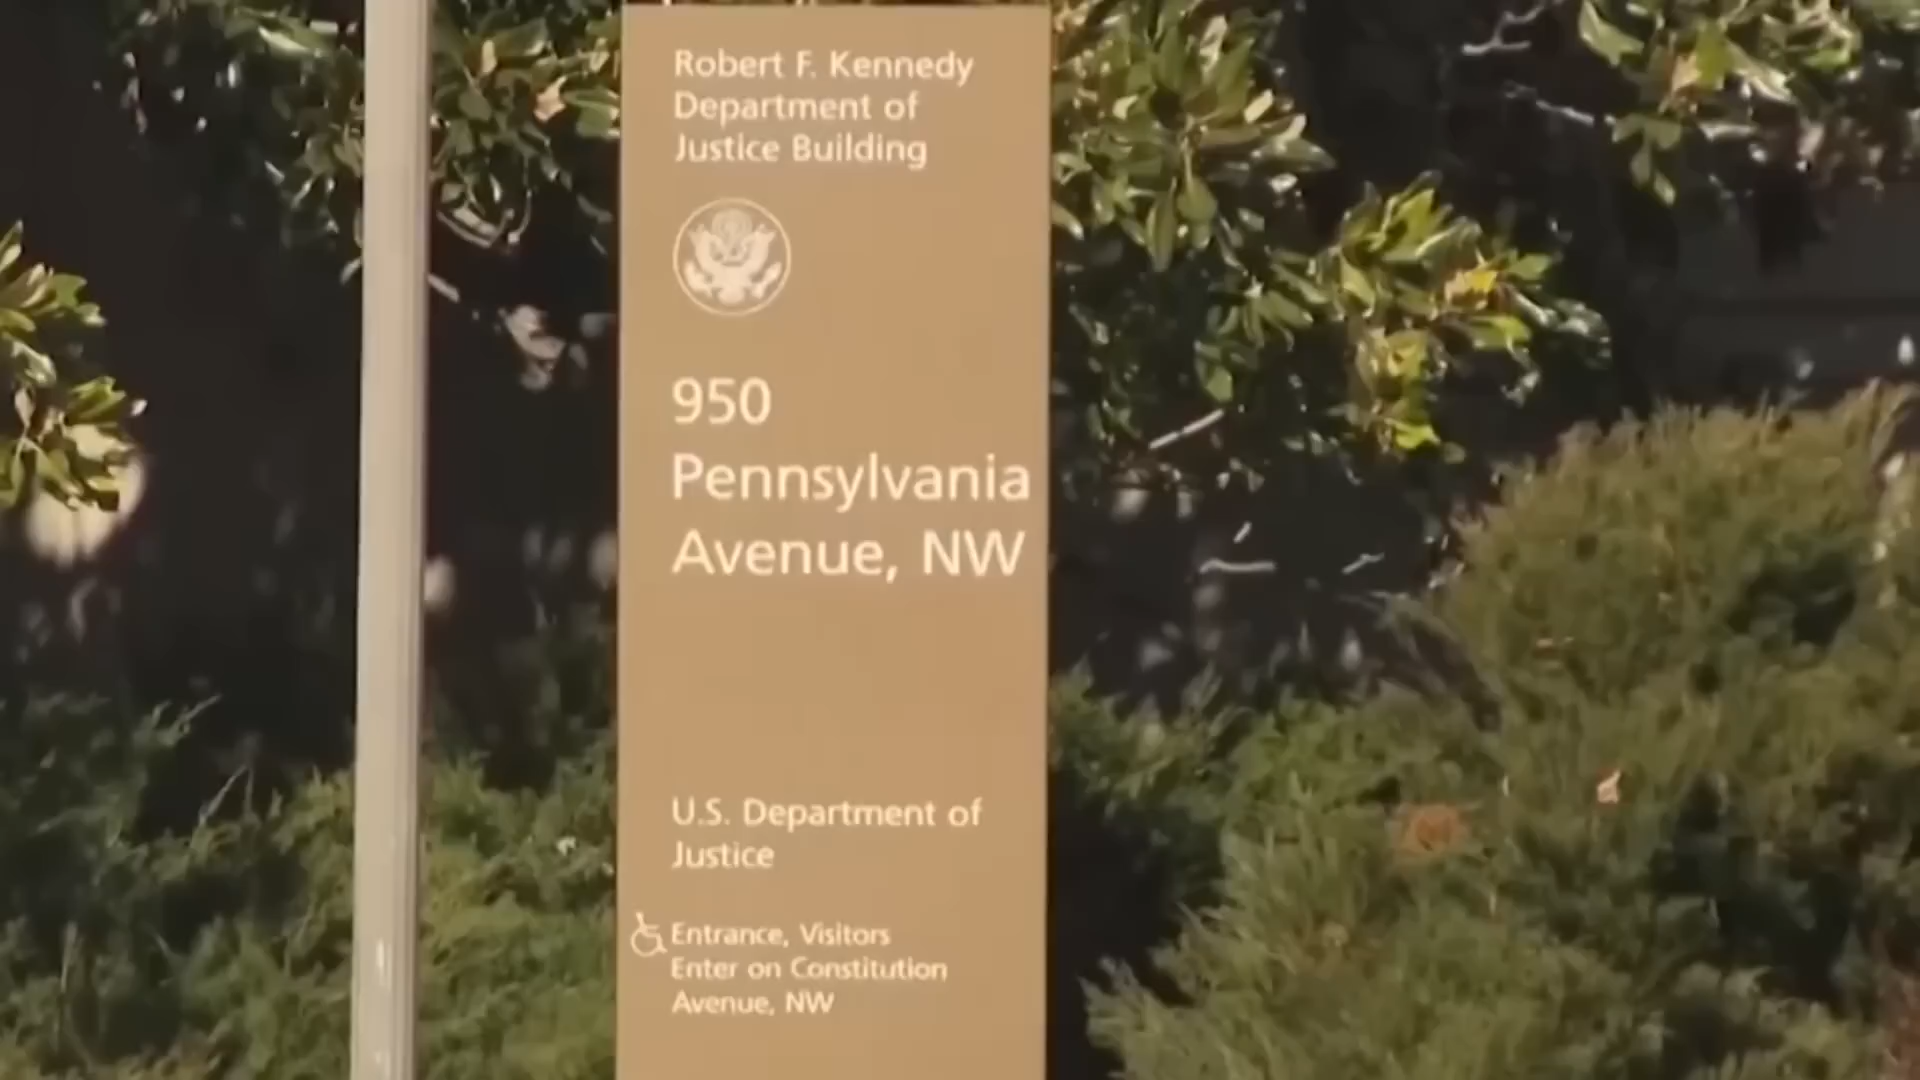 Robert F. Kennedy
Department of
Justice Building
950
Pennsylvania
Avenue, NW
U.S. Department of
Justice
Entrance, Visitors
Enter on Constitution
Avenue, NW